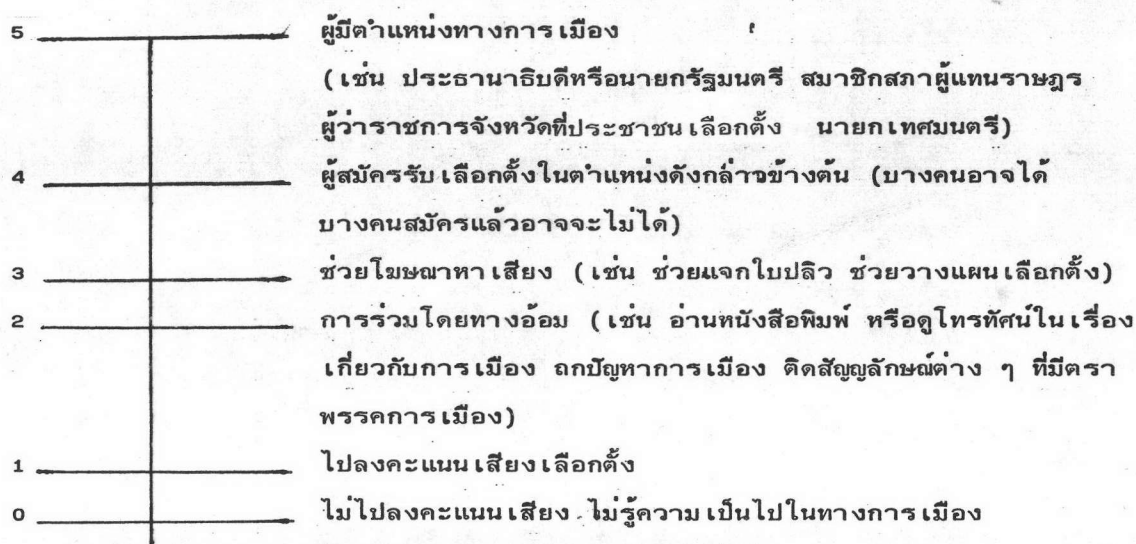 5 ผู้มีตำแหน่งทางการเมือง
(เช่น ประธานาธิบดีหรือนายกรัฐมนตรี สมาชิกสภาผู้แทนราษฎร
ผู้ว่าราชการจังหวัดที่ประชาชนเลือกตั้ง นายกเทศมนตรี)
4 ผู้สมัครรับเลือกตั้งในตำแหน่งดังกล่าวข้างต้น (บางคนอาจได้
บางคนสมัครแล้วอาจจะไม่ได้)
3 ช่วยโฆษณาหาเสียง (เช่น ช่วยแจกใบปลิว ช่วยวางแผนเลือกตั้ง)
2 การร่วมโดยทางอ้อม (เช่น อ่านหนังสือพิมพ์ หรือดูโทรทัศน์ในเรื่อง
เกี่ยวกับการเมือง ถกปัญหาการเมือง ติดสัญญลักษณ์ต่าง ๆ ที่มีตรา
พรรคการเมือง)
1 ไปลงคะแนนเสียงเลือกตั้ง
0 ไม่ไปลงคะแนนเสียง ไม่รู้ความเป็นไปในทางการเมือง